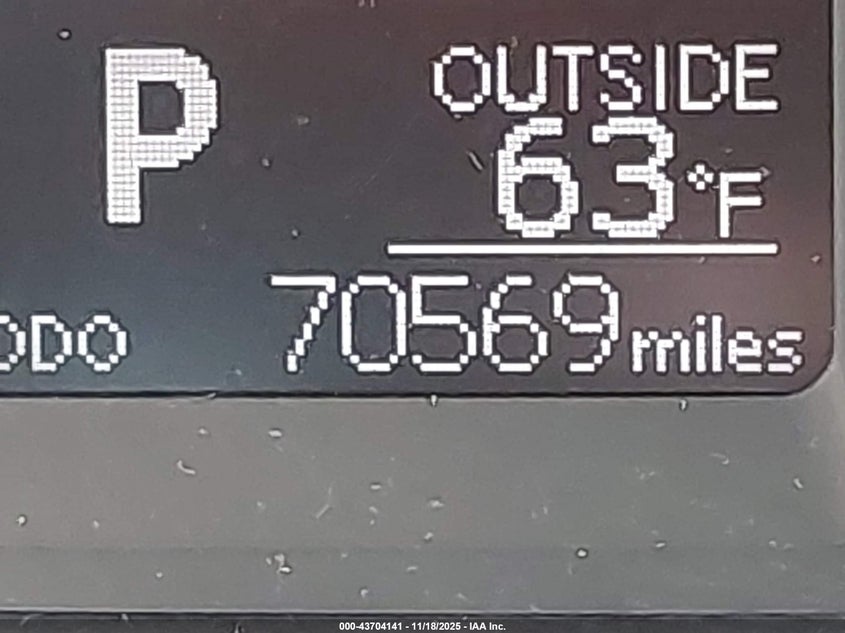 P
OUTSIDE
63°F
ODO 70569 miles
000-43704141 - 11/18/2025 - IAA Inc.